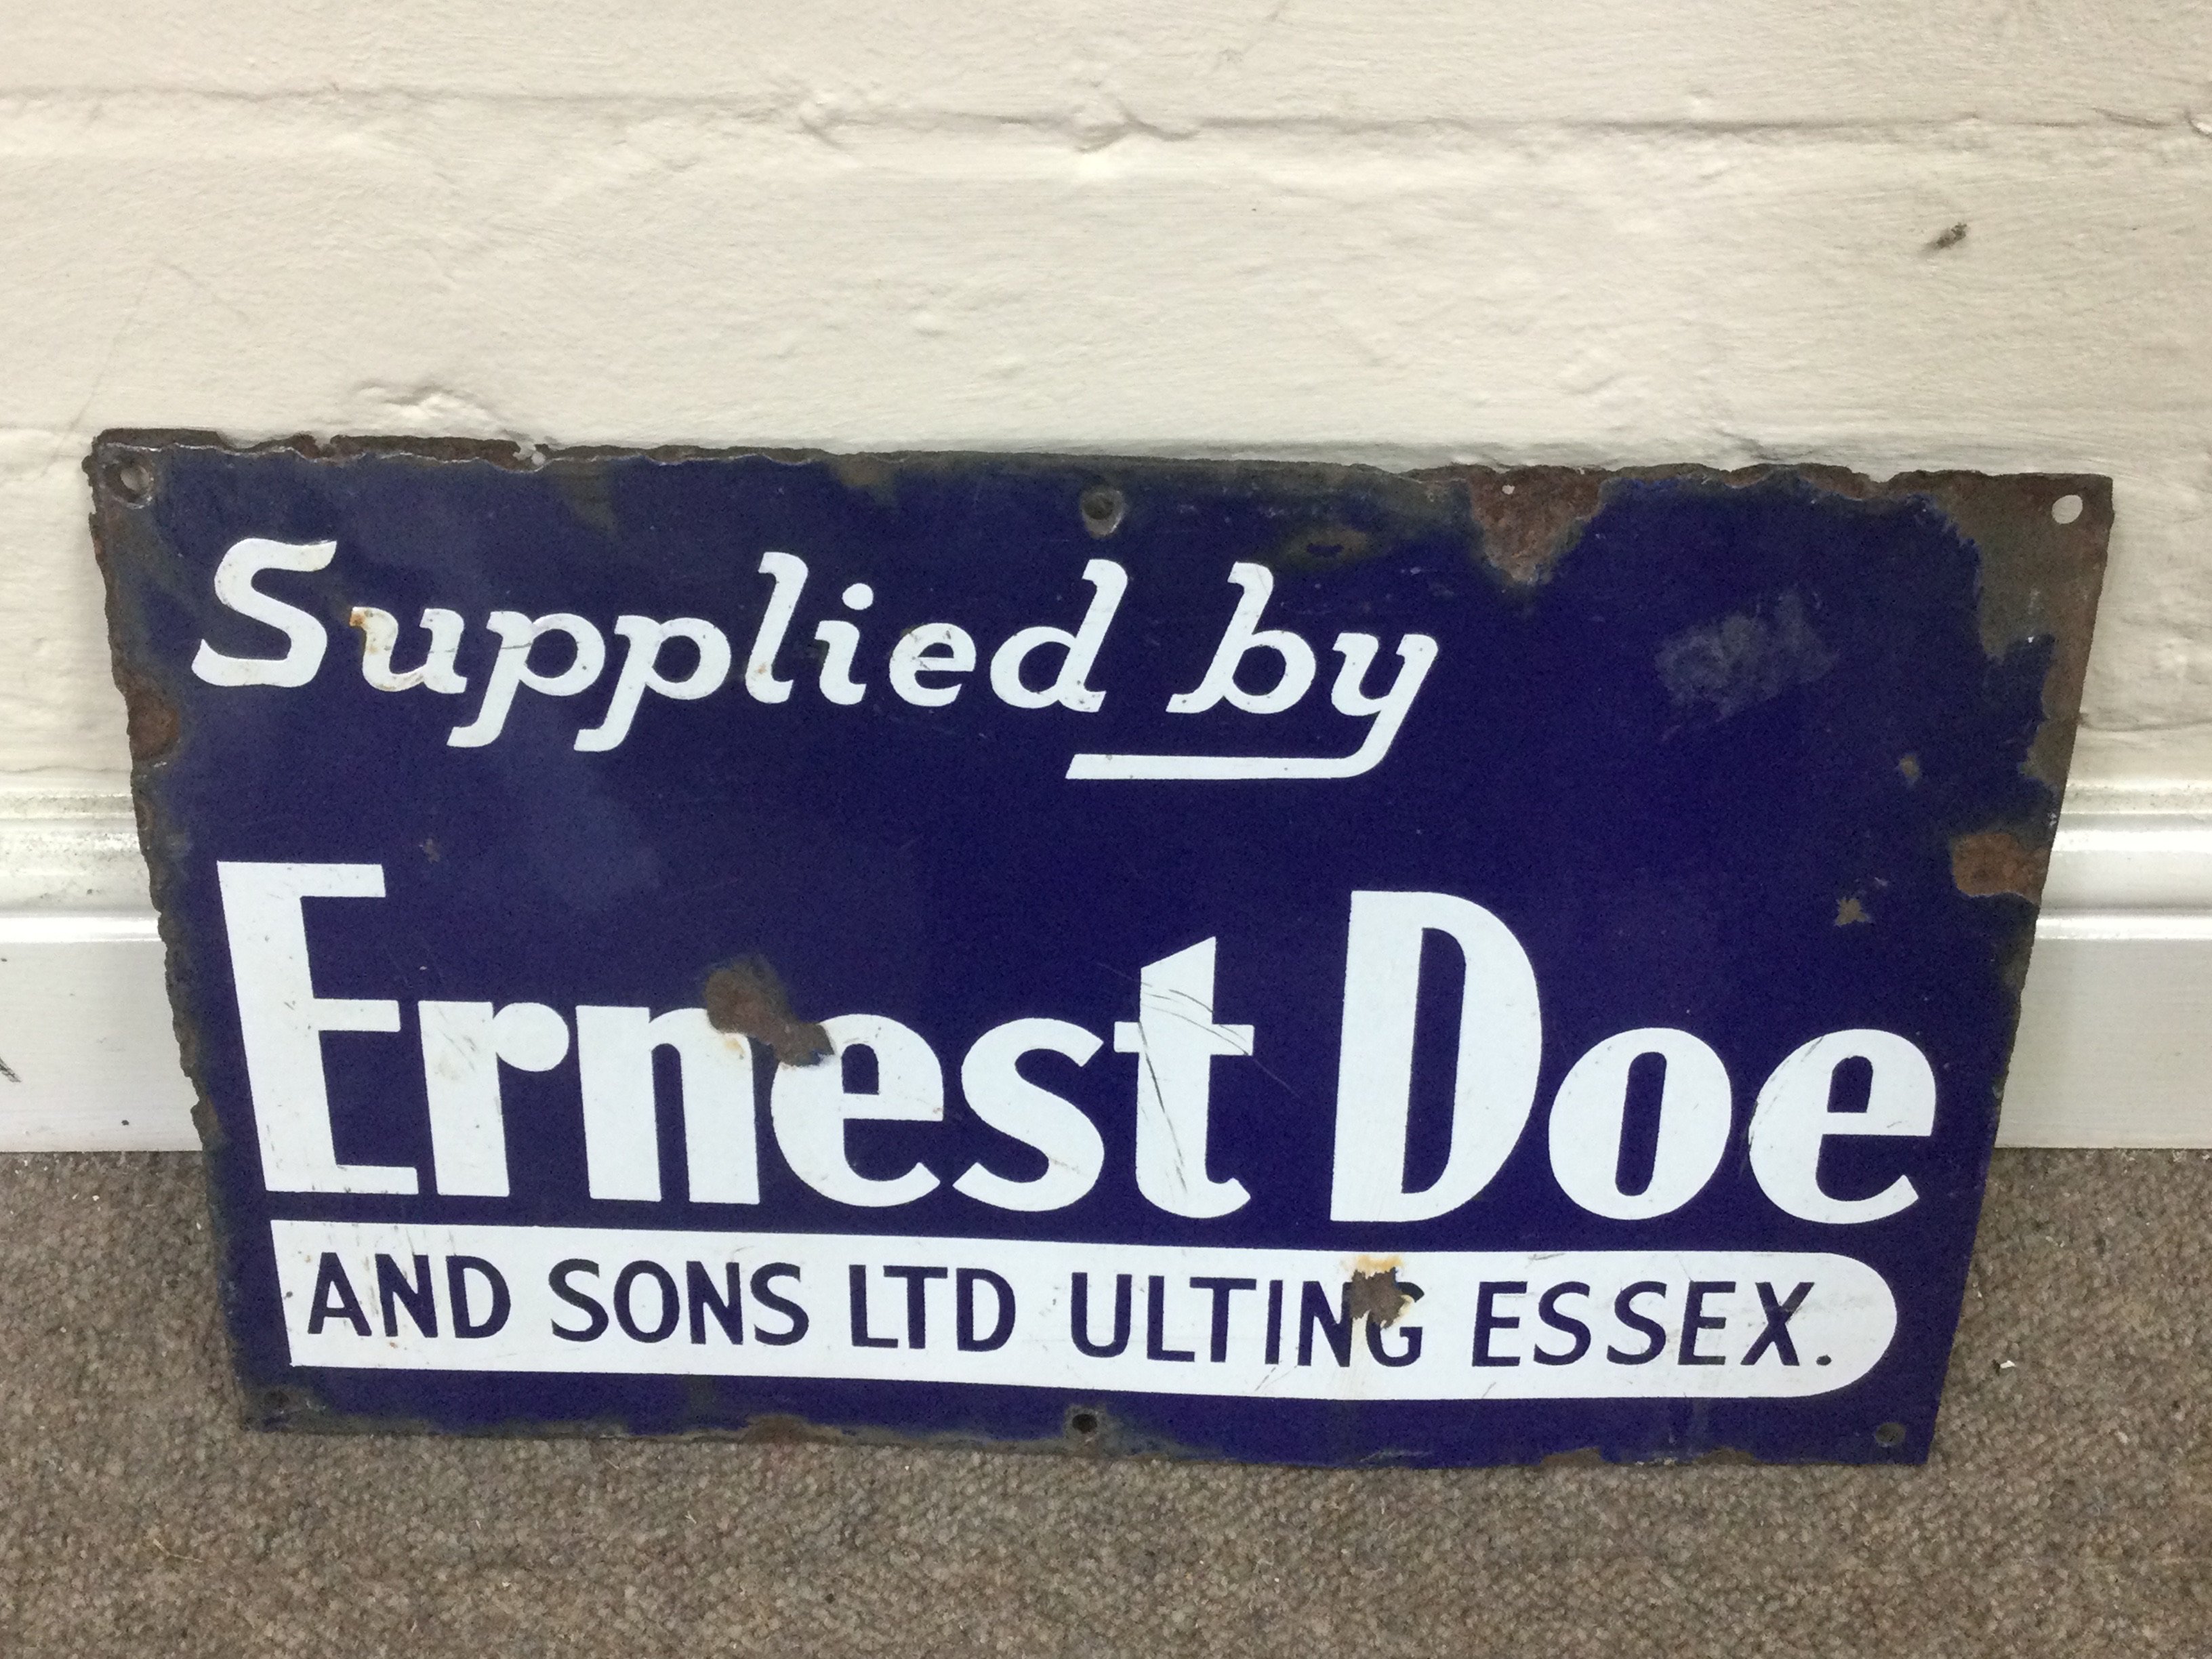 Supplied by
Ernest Doe
AND SONS LTD ULTING ESSEX.